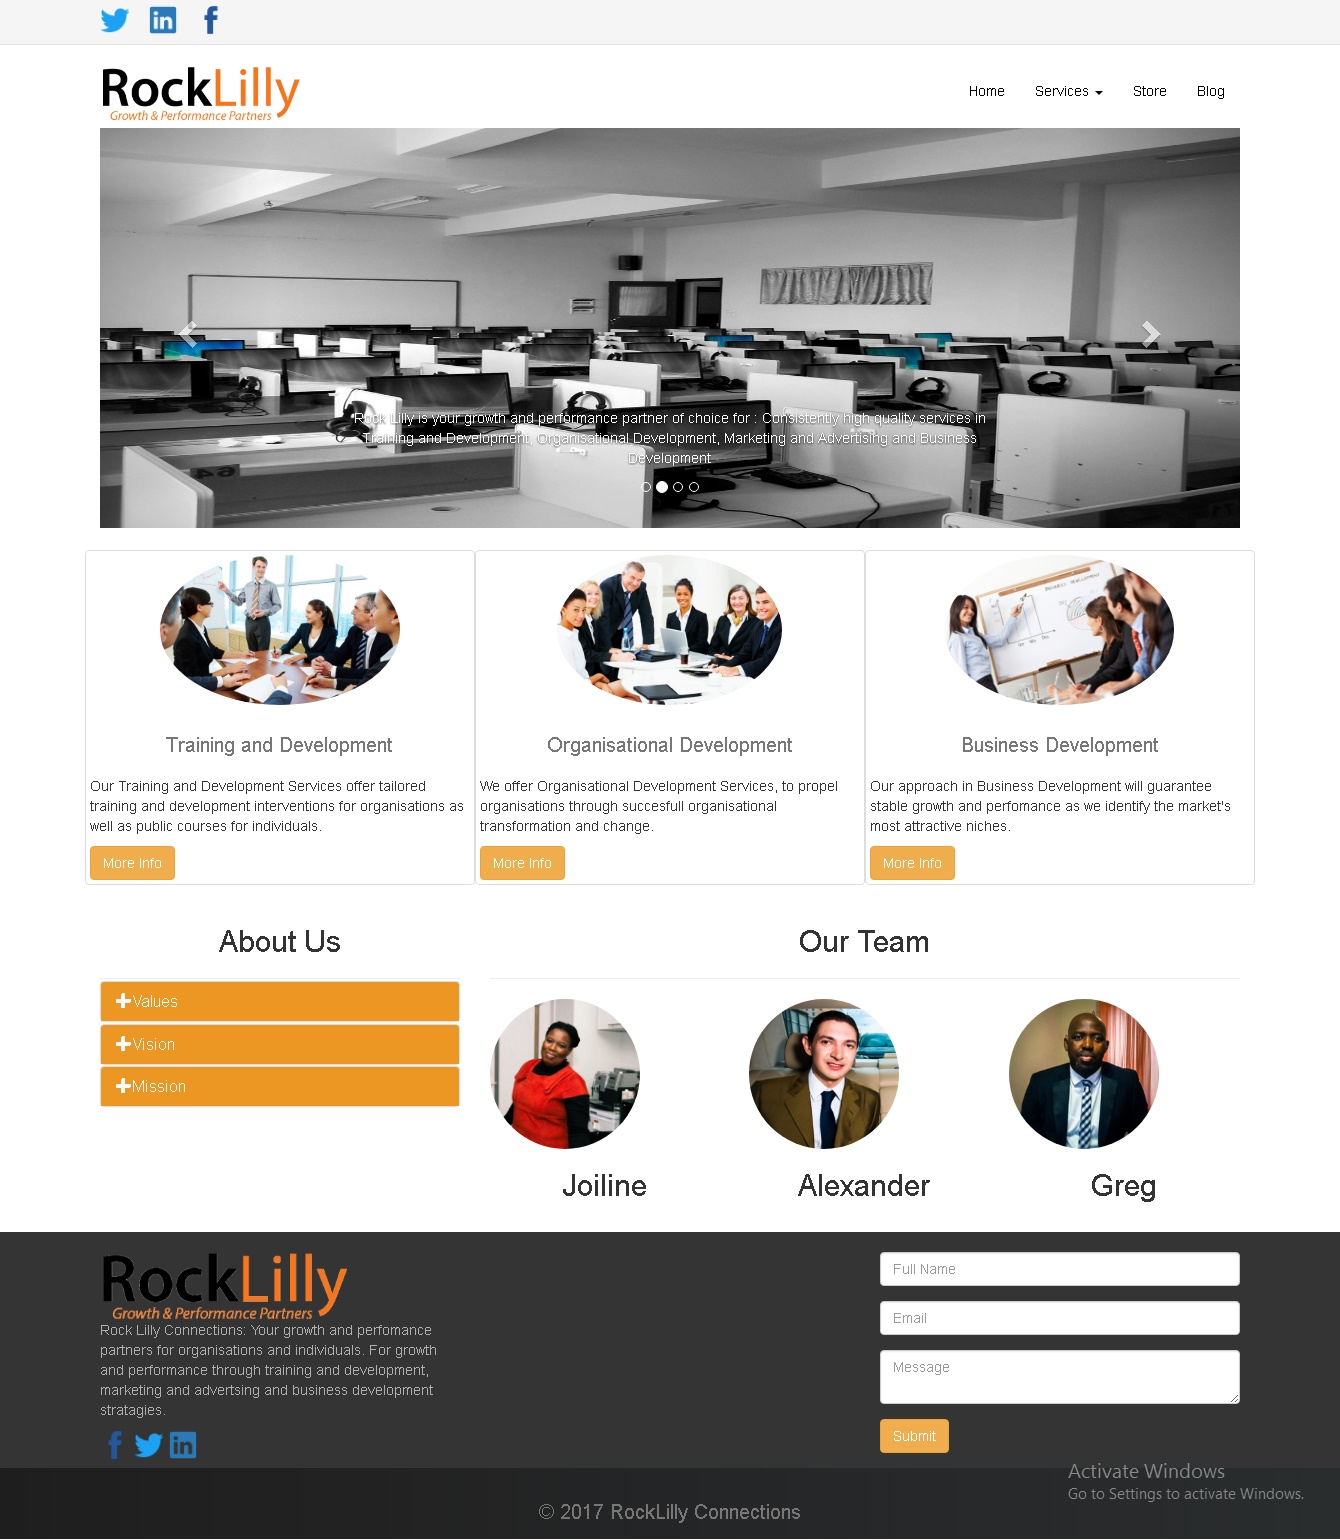 RockLilly
Growth & Performance Partners
Home Services Store Blog
Rock Lilly is your growth and performance partner of choice for : Consistently high quality services in
Training and Development, Organisational Development, Marketing and Advertising and Business
Development
Training and Development
Our Training and Development Services offer tailored
training and development interventions for organisations as
well as public courses for individuals.
More Info
Organisational Development
We offer Organisational Development Services, to propel
organisations through succesfull organisational
transformation and change.
More Info
Business Development
Our approach in Business Development will guarantee
stable growth and perfomance as we identify the market's
most attractive niches.
More Info
About Us
Values
Vision
Mission
Our Team
Joiline
Alexander
Greg
RockLilly
Growth & Performance Partners
Rock Lilly Connections: Your growth and perfomance
partners for organisations and individuals. For growth
and performance through training and development,
marketing and advertsing and business development
stratagies.
Full Name
Email
Message
Submit
Activate Windows
Go to Settings to activate Windows.
© 2017 RockLilly Connections